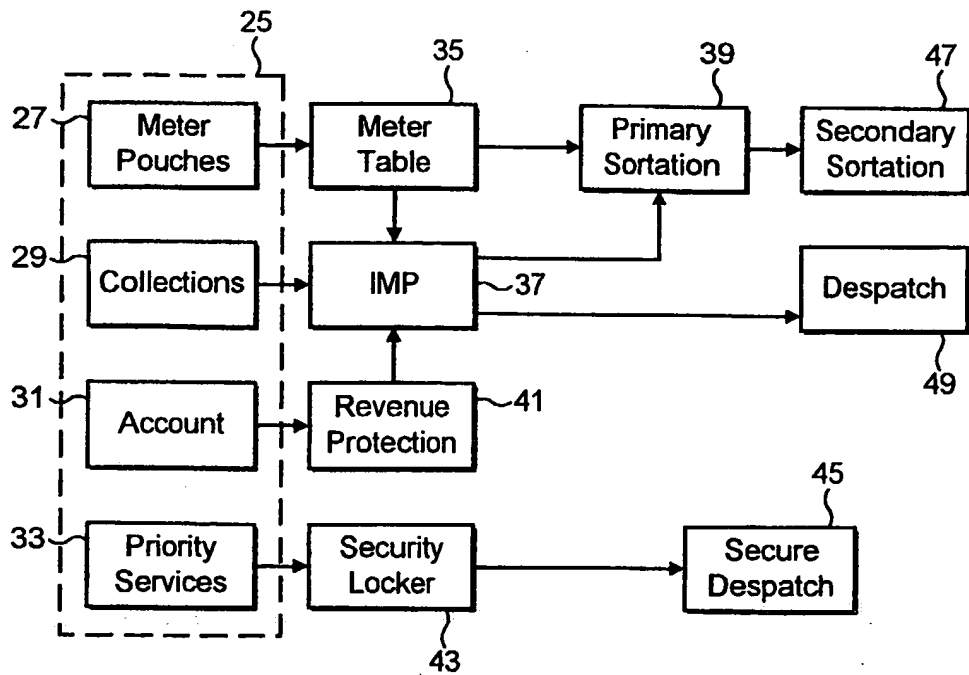 25
35
39
47
27
Meter
Pouches
Meter
Table
Primary
Sortation
Secondary
Sortation
29
Collections
IMP
37
Despatch
49
31
Account
Revenue
Protection
41
33
Priority
Services
Security
Locker
43
45
Secure
Despatch